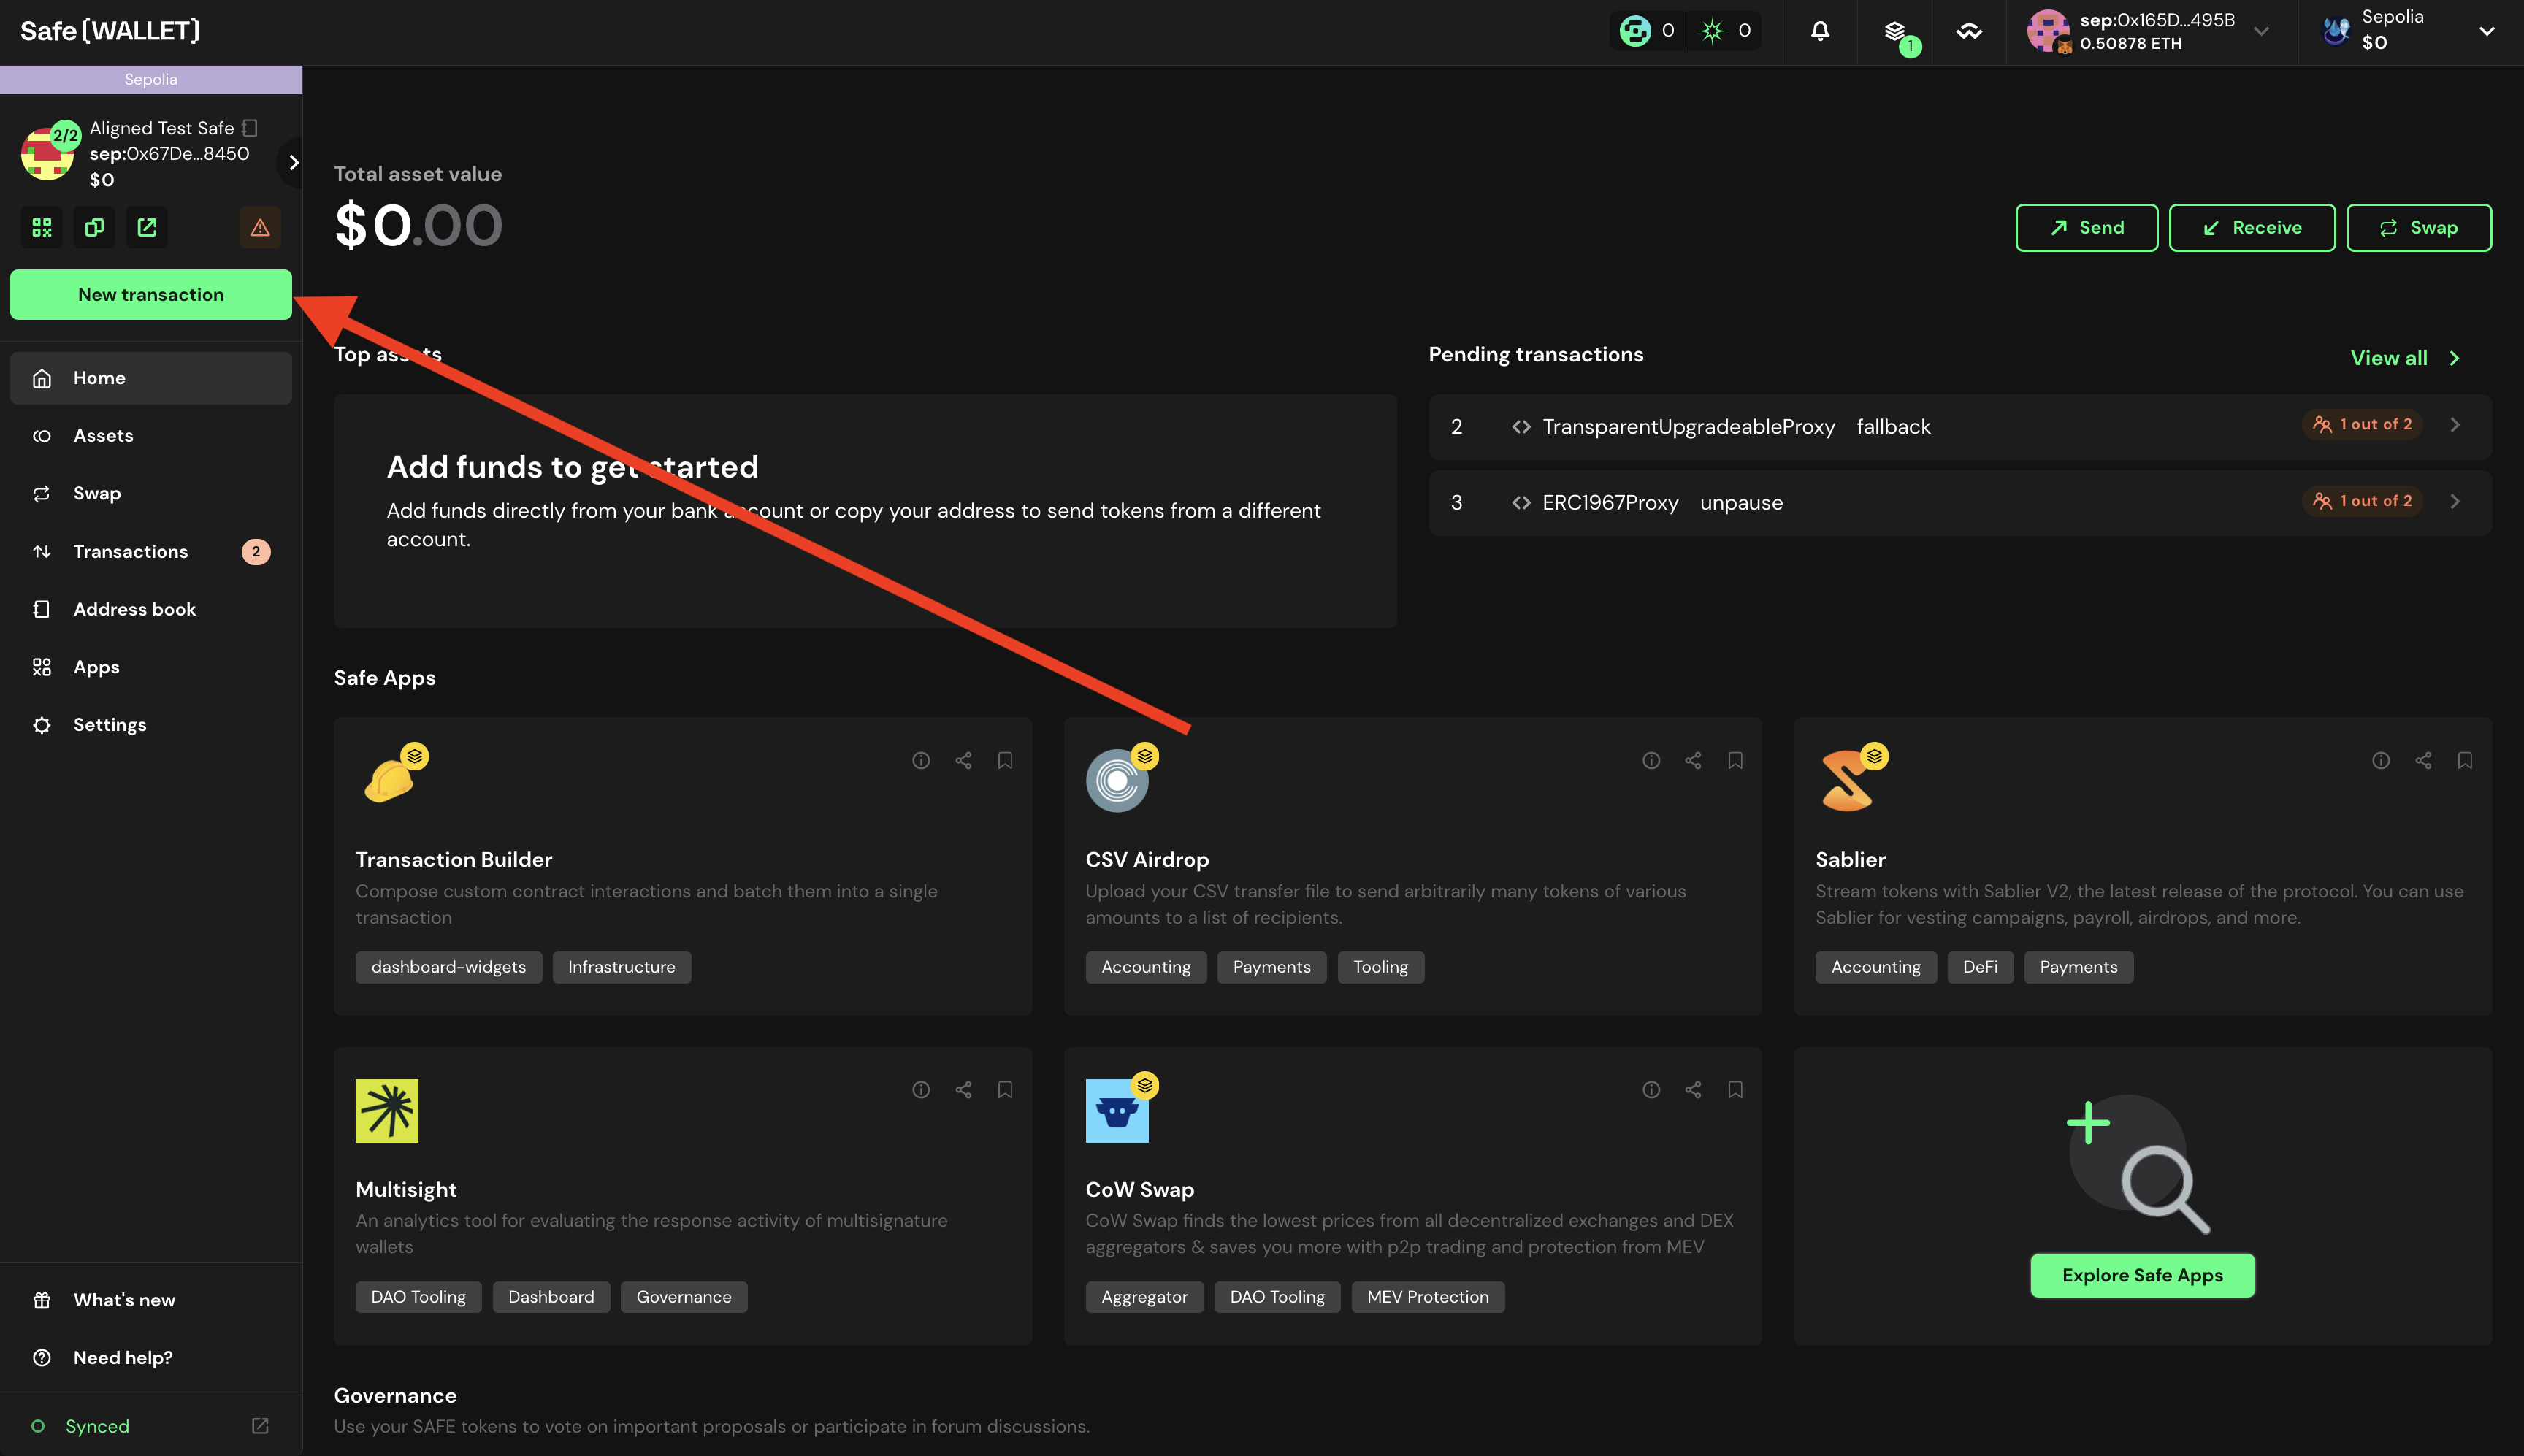 Safe{WALLET}
0
0
1
sep:0x165D...495B
0.50878 ETH
Sepolia
$0
Sepolia
2/2
Aligned Test Safe
sep:0x67De...8450
$0
New transaction
Home
Assets
Swap
Transactions
2
Address book
Apps
Settings
What's new
Need help?
Synced
Total asset value
$0.00
Send
Receive
Swap
Top assets
Add funds to get started
Add funds directly from your bank account or copy your address to send tokens from a different
account.
Pending transactions
View all
2
TransparentUpgradeableProxy fallback
1 out of 2
3
ERC1967Proxy unpause
1 out of 2
Safe Apps
Transaction Builder
Compose custom contract interactions and batch them into a single
transaction
dashboard-widgets
Infrastructure
CSV Airdrop
Upload your CSV transfer file to send arbitrarily many tokens of various
amounts to a list of recipients.
Accounting
Payments
Tooling
Sablier
Stream tokens with Sablier V2, the latest release of the protocol. You can use
Sablier for vesting campaigns, payroll, airdrops, and more.
Accounting
DeFi
Payments
Multisight
An analytics tool for evaluating the response activity of multisignature
wallets
DAO Tooling
Dashboard
Governance
CoW Swap
CoW Swap finds the lowest prices from all decentralized exchanges and DEX
aggregators & saves you more with p2p trading and protection from MEV
Aggregator
DAO Tooling
MEV Protection
Explore Safe Apps
Governance
Use your SAFE tokens to vote on important proposals or participate in forum discussions.